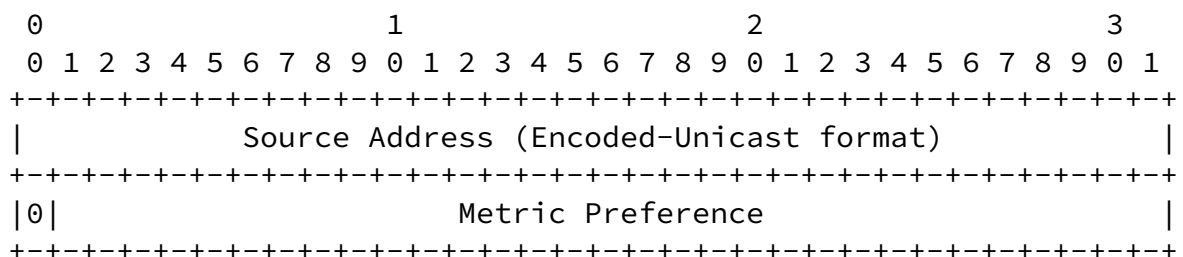 0                   1                   2                   3
 0 1 2 3 4 5 6 7 8 9 0 1 2 3 4 5 6 7 8 9 0 1 2 3 4 5 6 7 8 9 0 1
+-+-+-+-+-+-+-+-+-+-+-+-+-+-+-+-+-+-+-+-+-+-+-+-+-+-+-+-+-+-+-+-+
|            Source Address (Encoded-Unicast format)            |
+-+-+-+-+-+-+-+-+-+-+-+-+-+-+-+-+-+-+-+-+-+-+-+-+-+-+-+-+-+-+-+-+
|0|                      Metric Preference                      |
+-+-+-+-+-+-+-+-+-+-+-+-+-+-+-+-+-+-+-+-+-+-+-+-+-+-+-+-+-+-+-+-+